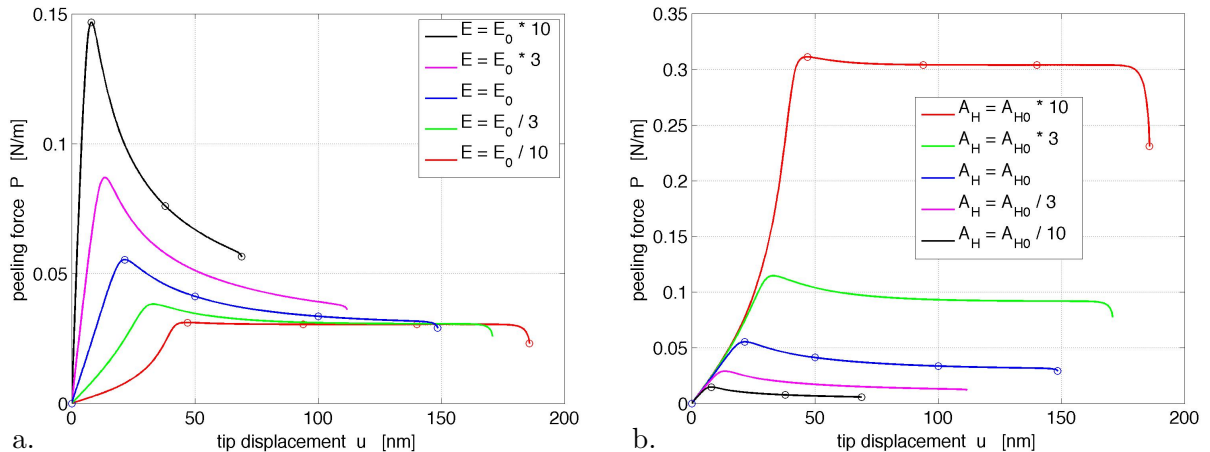 a.
peeling force P [N/m]
0.15
0.1
0.05
0
0 50 100 150 200
tip displacement u [nm]
E = E0 * 10
E = E0 * 3
E = E0
E = E0 / 3
E = E0 / 10
b.
peeling force P [N/m]
0.35
0.3
0.25
0.2
0.15
0.1
0.05
0
0 50 100 150 200
tip displacement u [nm]
AH = AH0 * 10
AH = AH0 * 3
AH = AH0
AH = AH0 / 3
AH = AH0 / 10